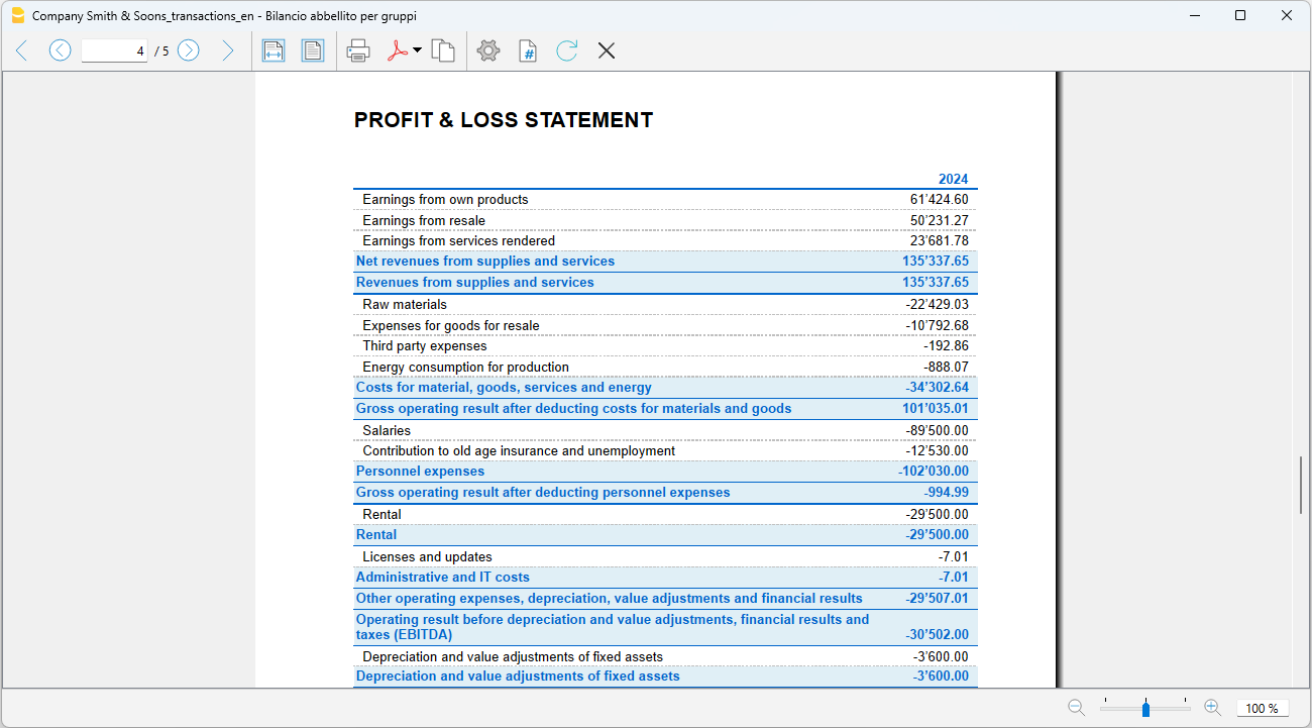 Company Smith & Soons_transactions_en - Bilancio abbellito per gruppi
4 / 5
PROFIT & LOSS STATEMENT
2024
Earnings from own products 61'424.60
Earnings from resale 50'231.27
Earnings from services rendered 23'681.78
Net revenues from supplies and services 135'337.65
Revenues from supplies and services 135'337.65
Raw materials -22'429.03
Expenses for goods for resale -10'792.68
Third party expenses -192.86
Energy consumption for production -888.07
Costs for material, goods, services and energy -34'302.64
Gross operating result after deducting costs for materials and goods 101'035.01
Salaries -89'500.00
Contribution to old age insurance and unemployment -12'530.00
Personnel expenses -102'030.00
Gross operating result after deducting personnel expenses -994.99
Rental -29'500.00
Rental -29'500.00
Licenses and updates -7.01
Administrative and IT costs -7.01
Other operating expenses, depreciation, value adjustments and financial results -29'507.01
Operating result before depreciation and value adjustments, financial results and
taxes (EBITDA) -30'502.00
Depreciation and value adjustments of fixed assets -3'600.00
Depreciation and value adjustments of fixed assets -3'600.00
100 %